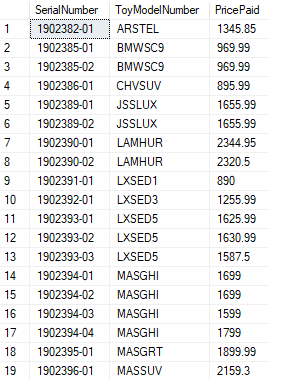 SerialNumber ToyModelNumber PricePaid
1 1902382-01 ARSTEL 1345.85
2 1902385-01 BMWSC9 969.99
3 1902385-02 BMWSC9 969.99
4 1902386-01 CHVSUV 895.99
5 1902389-01 JSSLUX 1655.99
6 1902389-02 JSSLUX 1655.99
7 1902390-01 LAMHUR 2344.95
8 1902390-02 LAMHUR 2320.5
9 1902391-01 LXSED1 890
10 1902392-01 LXSED3 1255.99
11 1902393-01 LXSED5 1625.99
12 1902393-02 LXSED5 1630.99
13 1902393-03 LXSED5 1587.5
14 1902394-01 MASGHI 1699
15 1902394-02 MASGHI 1699
16 1902394-03 MASGHI 1599
17 1902394-04 MASGHI 1799
18 1902395-01 MASGRT 1899.99
19 1902396-01 MASSUV 2159.3